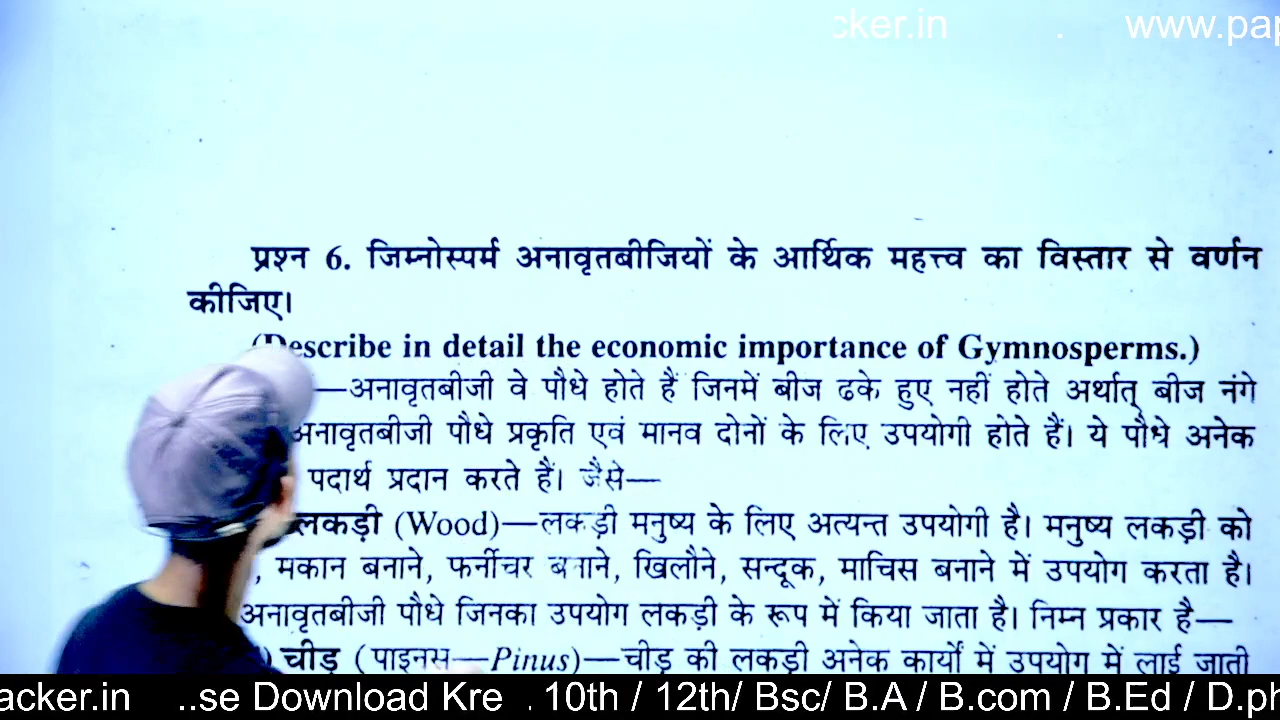 cker.in . www.pap
प्रश्न 6. जिम्नोस्पर्म अनावृतबीजियों के आर्थिक महत्त्व का विस्तार से वर्णन
कीजिए।
(Describe in detail the economic importance of Gymnosperms.)
—अनावृतबीजी वे पौधे होते हैं जिनमें बीज ढके हुए नहीं होते अर्थात् बीज नंगे
अनावृतबीजी पौधे प्रकृति एवं मानव दोनों के लिए उपयोगी होते हैं। ये पौधे अनेक
पदार्थ प्रदान करते हैं। जैसे—
लकड़ी (Wood)—लकड़ी मनुष्य के लिए अत्यन्त उपयोगी है। मनुष्य लकड़ी को
, मकान बनाने, फर्नीचर बनाने, खिलौने, सन्दूक, माचिस बनाने में उपयोग करता है।
अनावृतबीजी पौधे जिनका उपयोग लकड़ी के रूप में किया जाता है। निम्न प्रकार है—
) चीड़ (पाइनस—Pinus)—चीड़ की लकड़ी अनेक कार्यों में उपयोग में लाई जाती
acker.in ..se Download Kre . 10th / 12th/ Bsc/ B.A / B.com / B.Ed / D.ph